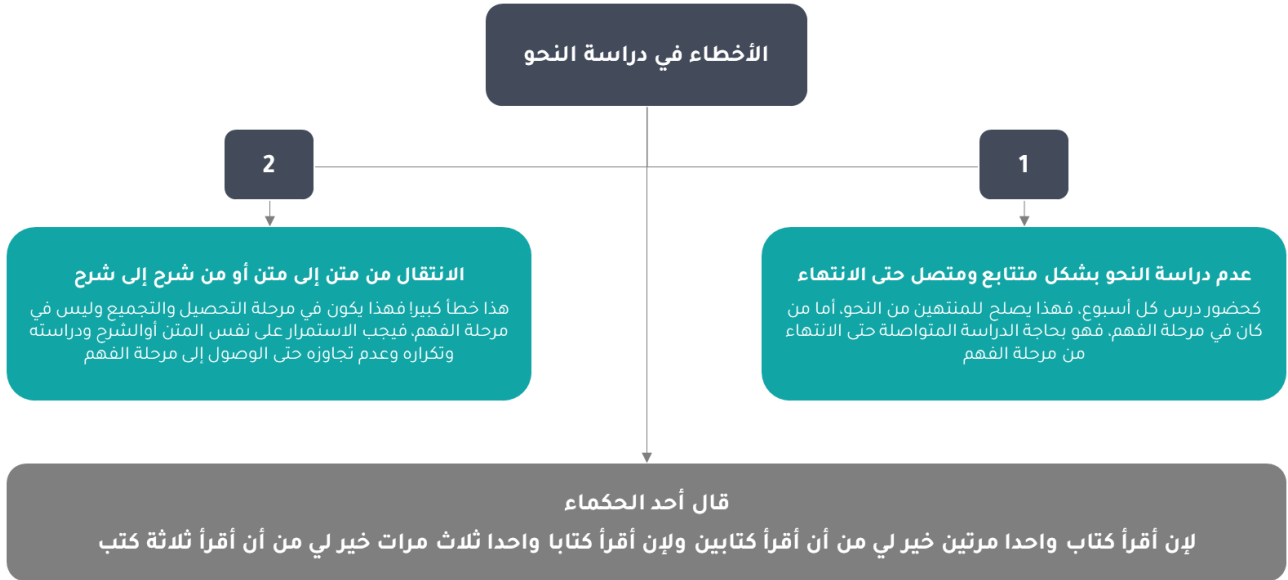 الأخطاء في دراسة النحو
1
عدم دراسة النحو بشكل متتابع ومتصل حتى الانتهاء
كحضور درس كل أسبوع، فهذا يصلح للمنتهين من النحو، أما من
كان في مرحلة الفهم، فهو بحاجة الدراسة المتواصلة حتى الانتهاء
من مرحلة الفهم
2
الانتقال من متن إلى متن أو من شرح إلى شرح
هذا خطأ كبير! فهذا يكون في مرحلة التحصيل والتجميع وليس في
مرحلة الفهم، فيجب الاستمرار على نفس المتن أوالشرح ودراسته
وتكراره وعدم تجاوزه حتى الوصول إلى مرحلة الفهم
قال أحد الحكماء
لإن أقرأ كتاب واحدا مرتين خير لي من أن أقرأ كتابين ولإن أقرأ كتابا واحدا ثلاث مرات خير لي من أن أقرأ ثلاثة كتب